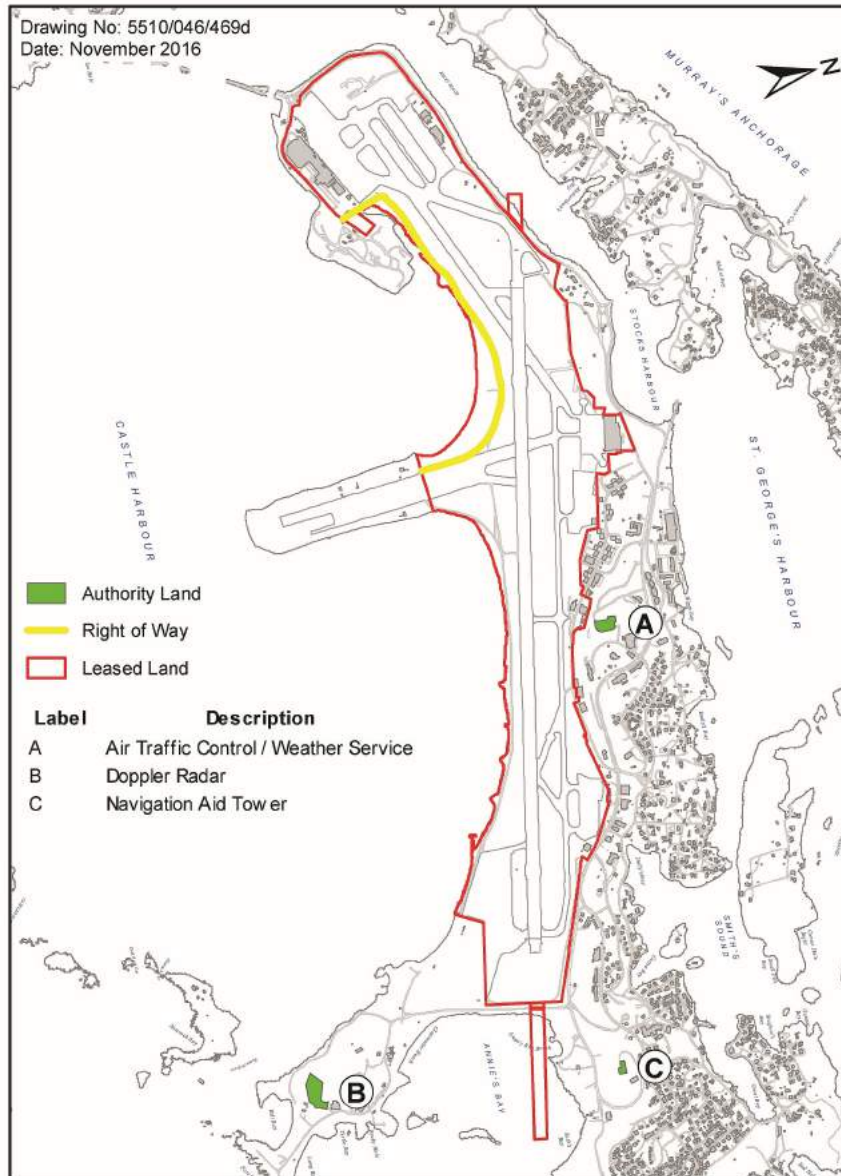 Drawing No: 5510/046/469d
Date: November 2016
N
MURRAY'S ANCHORAGE
STOCKS HARBOUR
CASTLE HARBOUR
ST. GEORGE'S HARBOUR
Authority Land
Right of Way
Leased Land
A
Label Description
A Air Traffic Control / Weather Service
B Doppler Radar
C Navigation Aid Tower
SMITH'S SOUND
ANNIE'S BAY
B
C